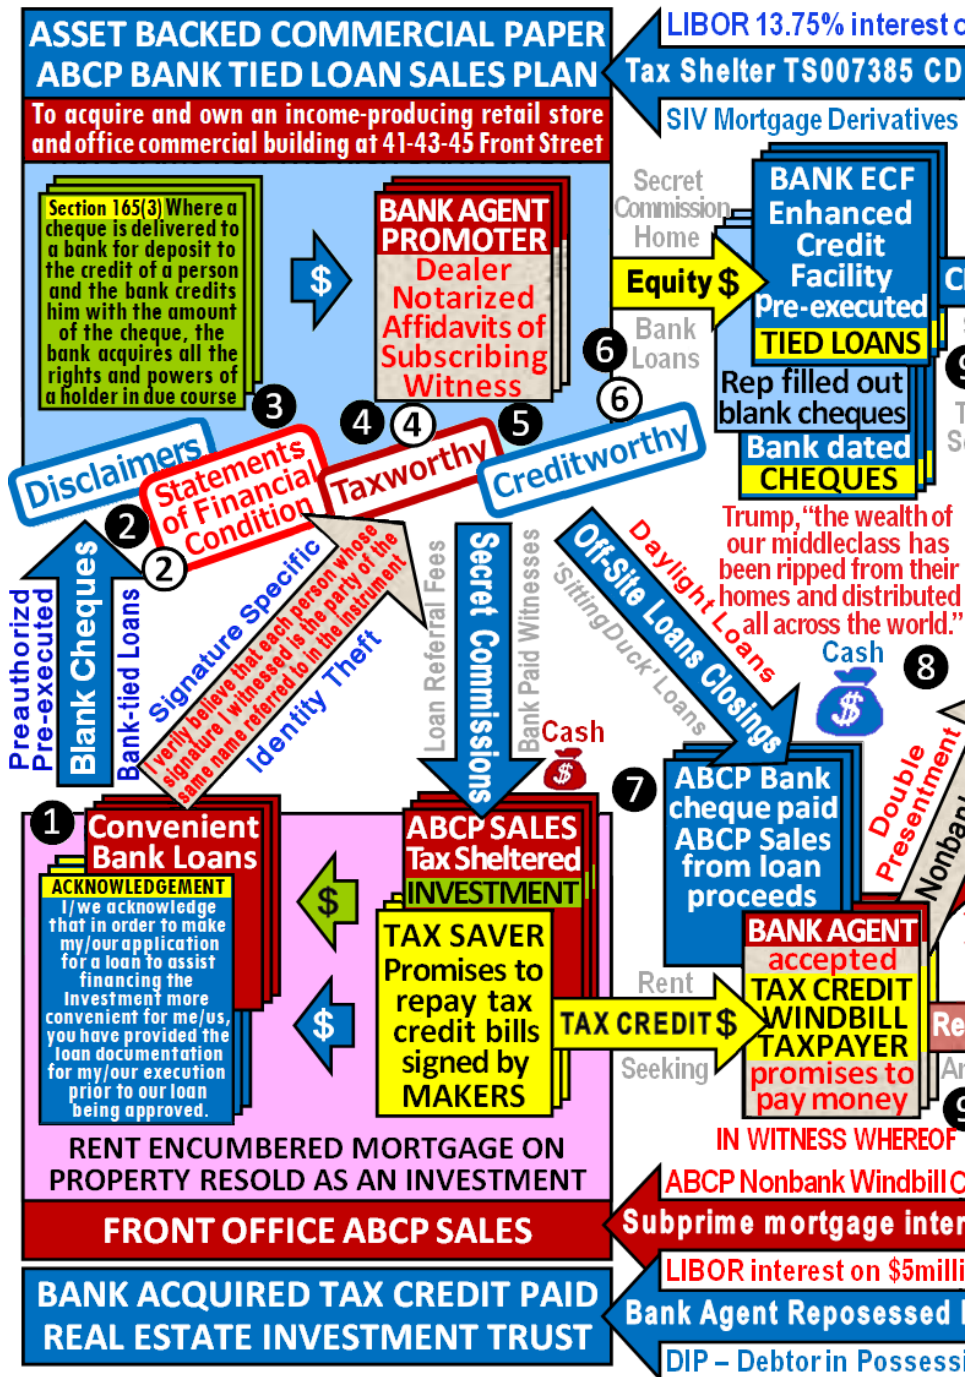 ASSET BACKED COMMERCIAL PAPER
ABCP BANK TIED LOAN SALES PLAN
To acquire and own an income-producing retail store
and office commercial building at 41-43-45 Front Street
LIBOR 13.75% interest o
Tax Shelter TS007385 CD
SIV Mortgage Derivatives
Section 165(3) Where a
cheque is delivered to
a bank for deposit to
the credit of a person
and the bank credits
him with the amount
of the cheque, the
bank acquires all the
rights and powers of
a holder in due course
$
BANK AGENT
PROMOTER
Dealer
Notarized
Affidavits of
Subscribing
Witness
Secret
Commission
Home
Equity $
Bank
Loans
BANK ECF
Enhanced
Credit
Facility
Pre-executed
TIED LOANS
Rep filled out
blank cheques
Bank dated
CHEQUES
3
4
4
5
6
6
Disclaimers
Statements
of Financial
Condition
Taxworthy
Creditworthy
2
2
Preauthorizd
Pre-executed
Blank Cheques
Bank-tied Loans
Signature Specific
I verily believe that each person whose
signature I witnessed is the party of the
same name referred to in the instrument
Identity Theft
Loan Referral Fees
Secret Commissions
Bank Paid Witnesses
'SittingDuck' Loans
Off-Site Loans Closings
Daylight Loans
Trump, “the wealth of
our middleclass has
been ripped from their
homes and distributed
all across the world.”
Cash
$
8
Cash
$
7
Double
Presentment
Nonban
1
Convenient
Bank Loans
ACKNOWLEDGEMENT
I/we acknowledge
that in order to make
my/our application
for a loan to assist
financing the
Investment more
convenient for me/us,
you have provided the
loan documentation
for my/our execution
prior to our loan
being approved.
$
$
ABCP SALES
Tax Sheltered
INVESTMENT
TAX SAVER
Promises to
repay tax
credit bills
signed by
MAKERS
ABCP Bank
cheque paid
ABCP Sales
from loan
proceeds
Rent
TAX CREDIT $
Seeking
BANK AGENT
accepted
TAX CREDIT
WINDBILL
TAXPAYER
promises to
pay money
Re
9
IN WITNESS WHEREOF
RENT ENCUMBERED MORTGAGE ON
PROPERTY RESOLD AS AN INVESTMENT
FRONT OFFICE ABCP SALES
ABCP Nonbank Windbill C
Subprime mortgage inter
LIBOR interest on $5milli
BANK ACQUIRED TAX CREDIT PAID
REAL ESTATE INVESTMENT TRUST
Bank Agent Reposessed
DIP – Debtor in Possessi